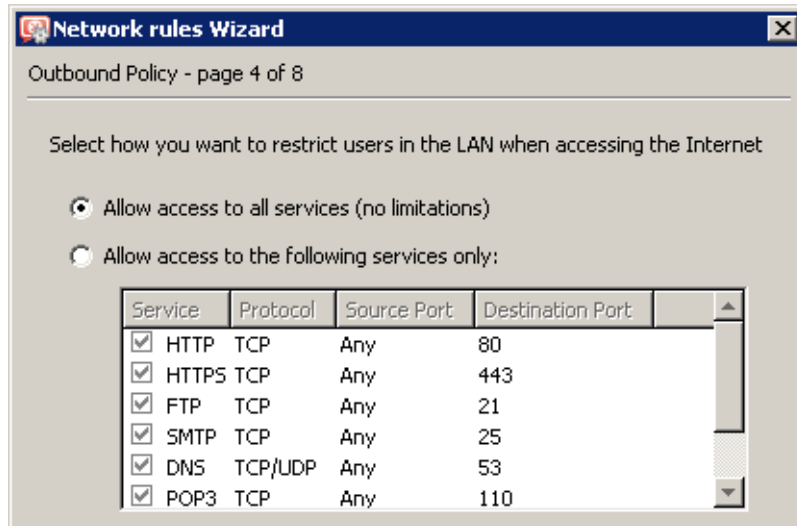 Network rules Wizard
Outbound Policy - page 4 of 8
Select how you want to restrict users in the LAN when accessing the Internet
Allow access to all services (no limitations)
Allow access to the following services only:
Service Protocol Source Port Destination Port
HTTP TCP Any 80
HTTPS TCP Any 443
FTP TCP Any 21
SMTP TCP Any 25
DNS TCP/UDP Any 53
POP3 TCP Any 110